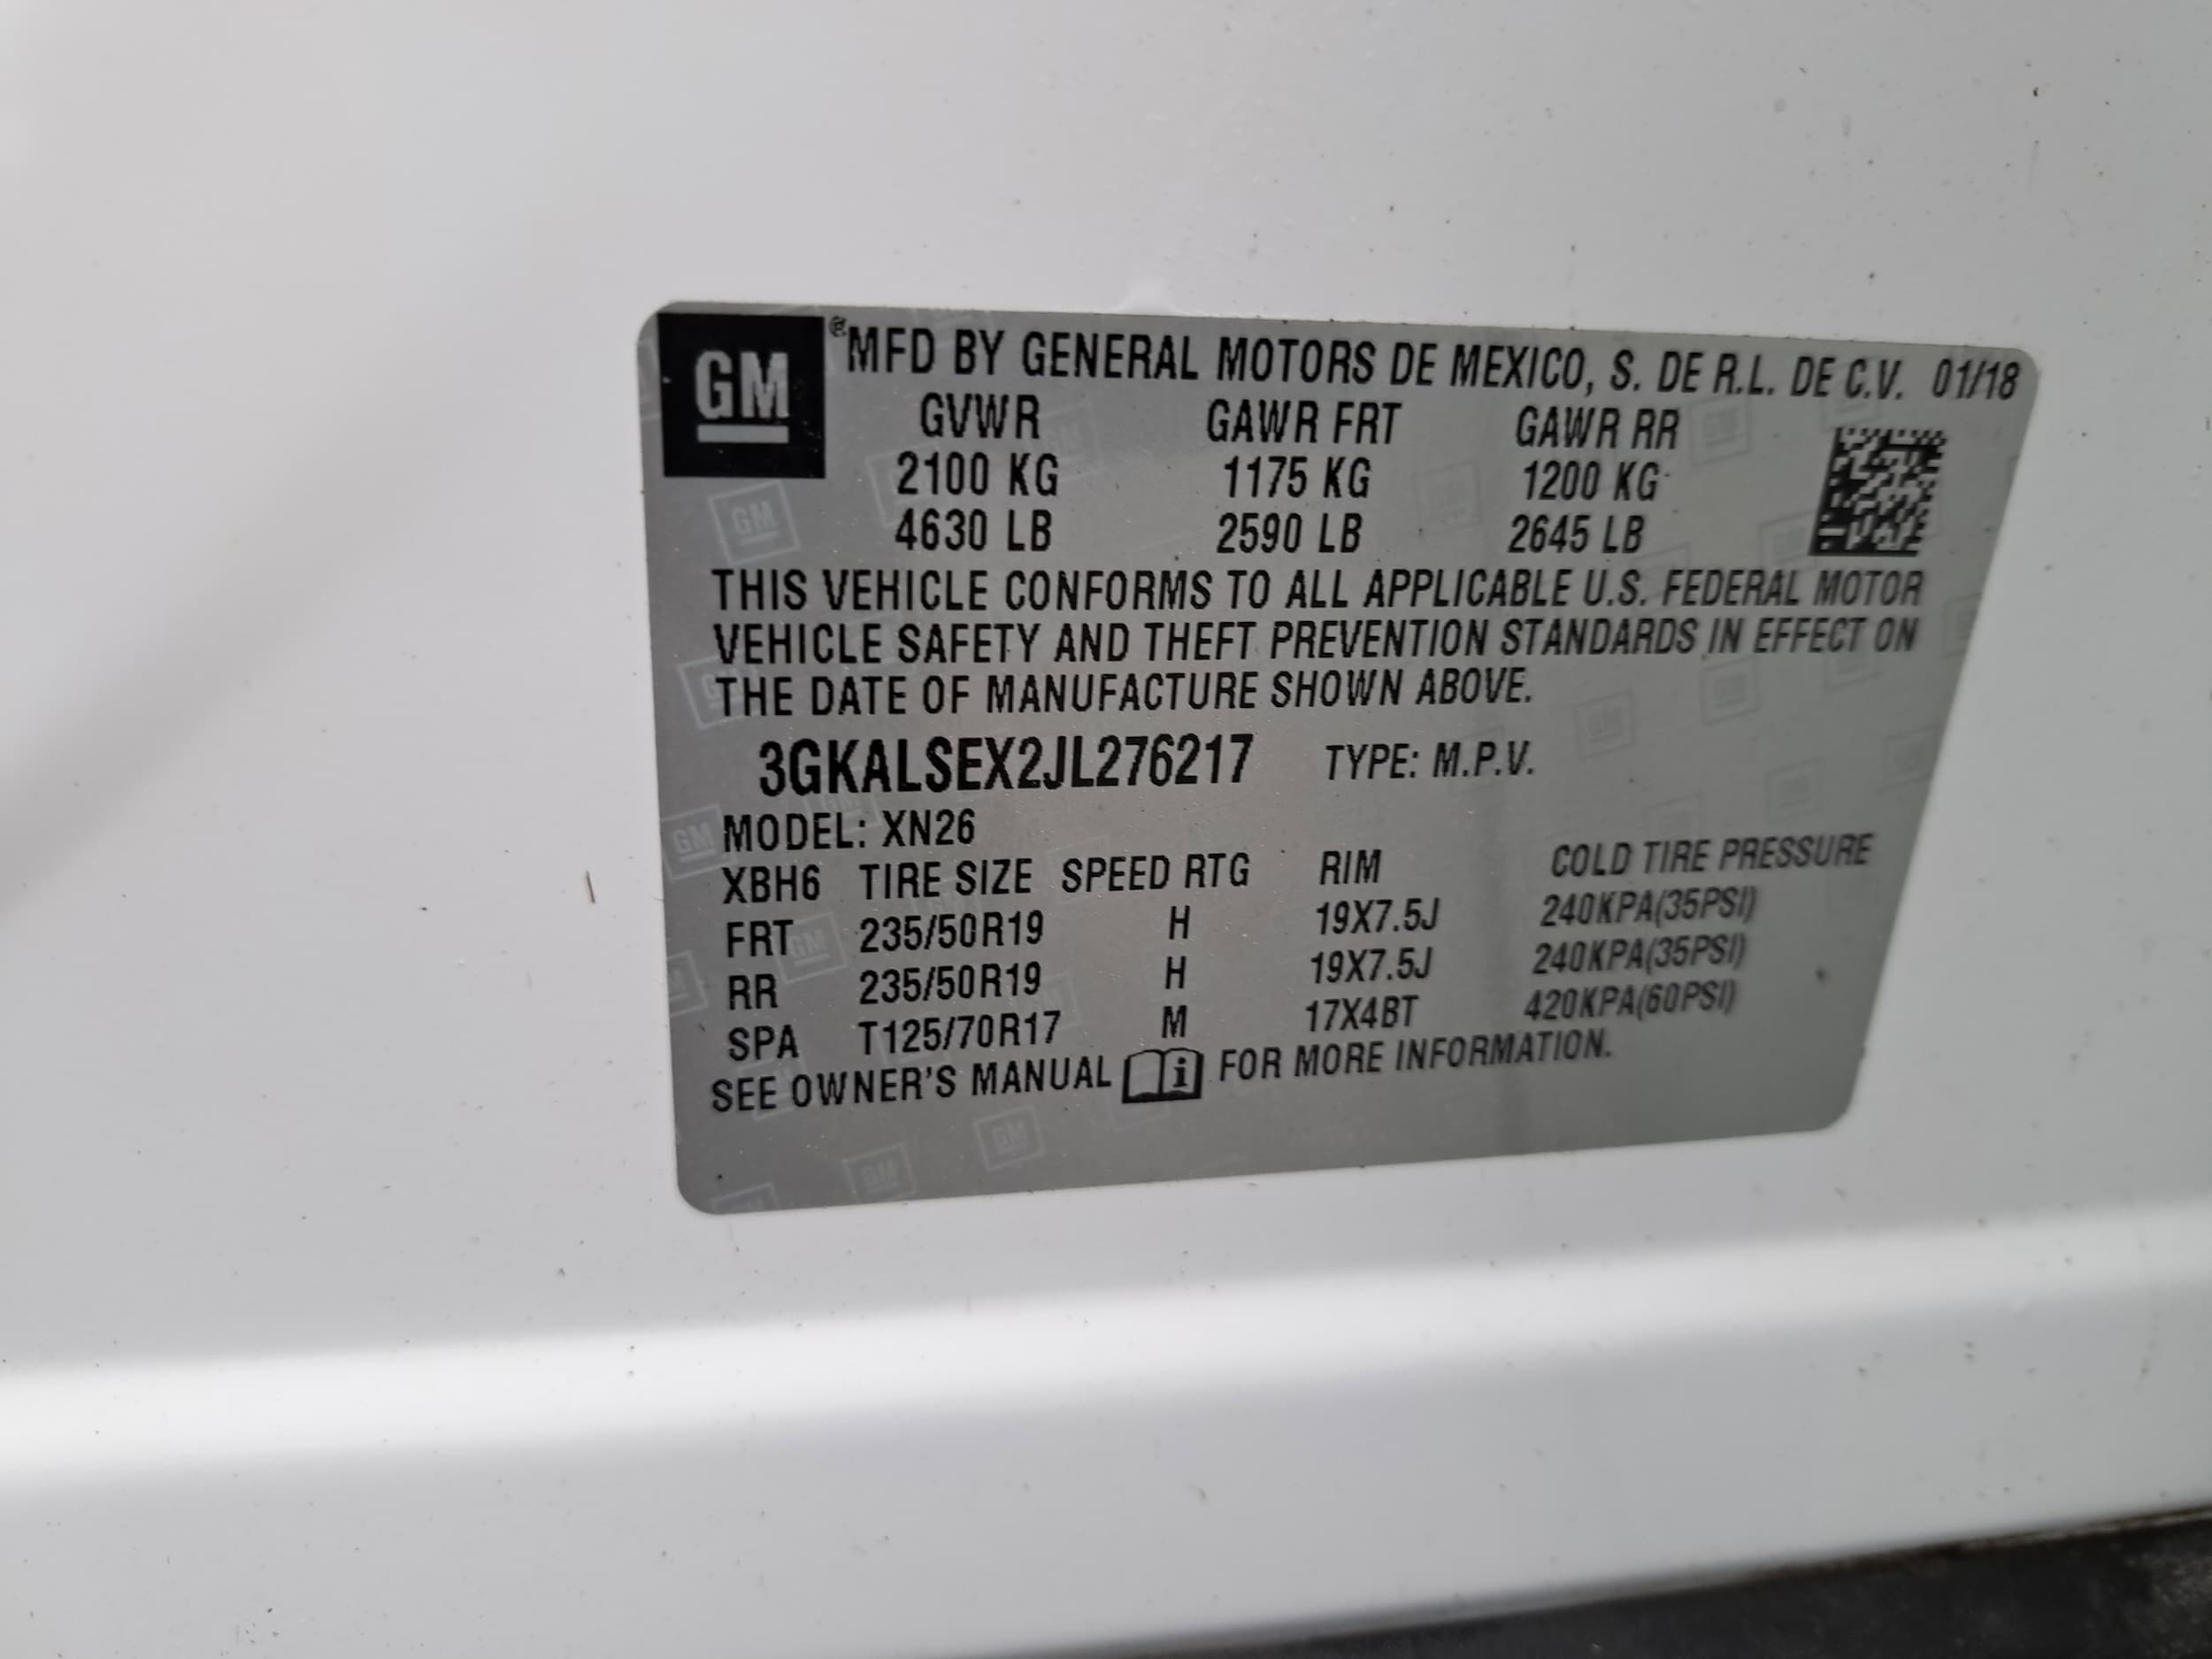 GM ® MFD BY GENERAL MOTORS DE MEXICO, S. DE R.L. DE C.V. 01/18
GVWR GAWR FRT GAWR RR
2100 KG 1175 KG 1200 KG
4630 LB 2590 LB 2645 LB
THIS VEHICLE CONFORMS TO ALL APPLICABLE U.S. FEDERAL MOTOR
VEHICLE SAFETY AND THEFT PREVENTION STANDARDS IN EFFECT ON
THE DATE OF MANUFACTURE SHOWN ABOVE.
3GKALSEX2JL276217 TYPE: M.P.V.
MODEL: XN26
XBH6 TIRE SIZE SPEED RTG RIM COLD TIRE PRESSURE
FRT 235/50R19 H 19X7.5J 240KPA(35PSI)
RR 235/50R19 H 19X7.5J 240KPA(35PSI)
SPA T125/70R17 M 17X4BT 420KPA(60PSI)
SEE OWNER'S MANUAL i FOR MORE INFORMATION.